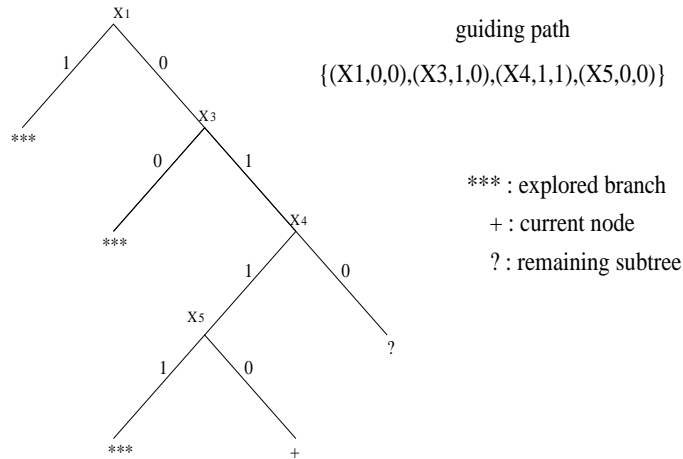 X1
guiding path
1 0
{(X1,0,0),(X3,1,0),(X4,1,1),(X5,0,0)}
X3
***
0 1
*** : explored branch
X4
+ : current node
***
? : remaining subtree
1 0
X5
?
1 0
***
+